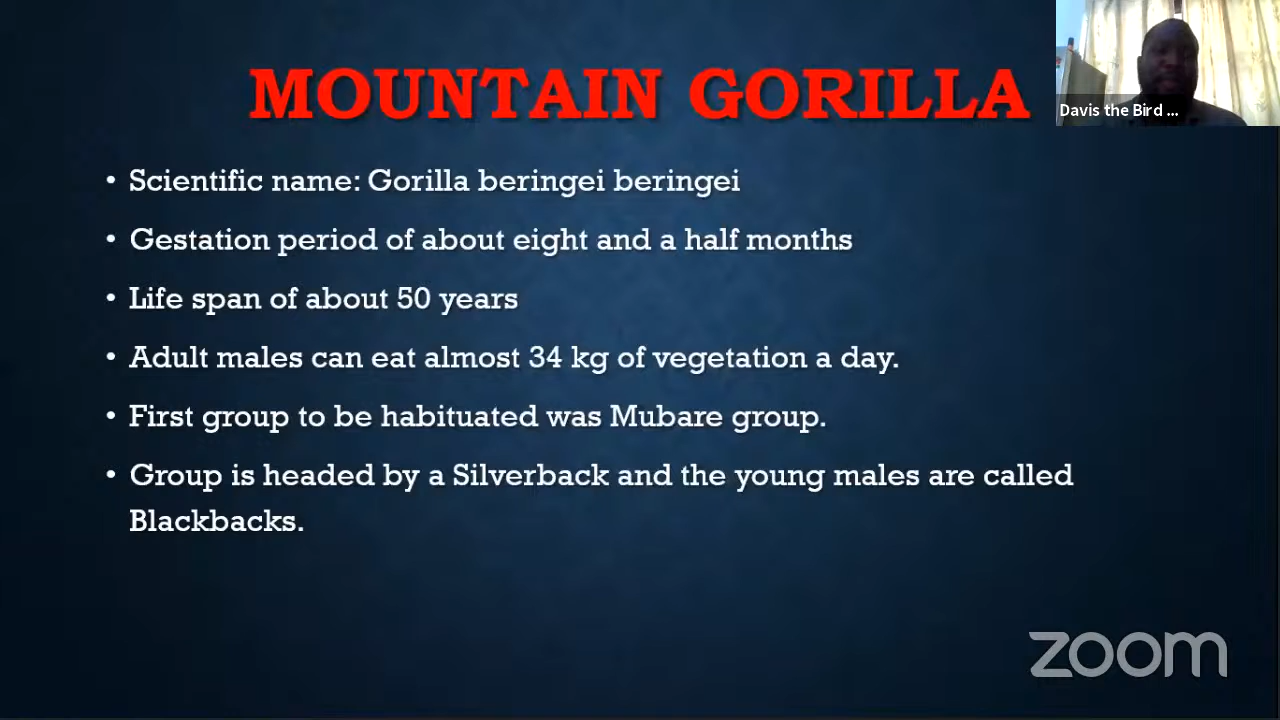 MOUNTAIN GORILLA
Davis the Bird ...
• Scientific name: Gorilla beringei beringei
• Gestation period of about eight and a half months
• Life span of about 50 years
• Adult males can eat almost 34 kg of vegetation a day.
• First group to be habituated was Mubare group.
• Group is headed by a Silverback and the young males are called
Blackbacks.
zoom